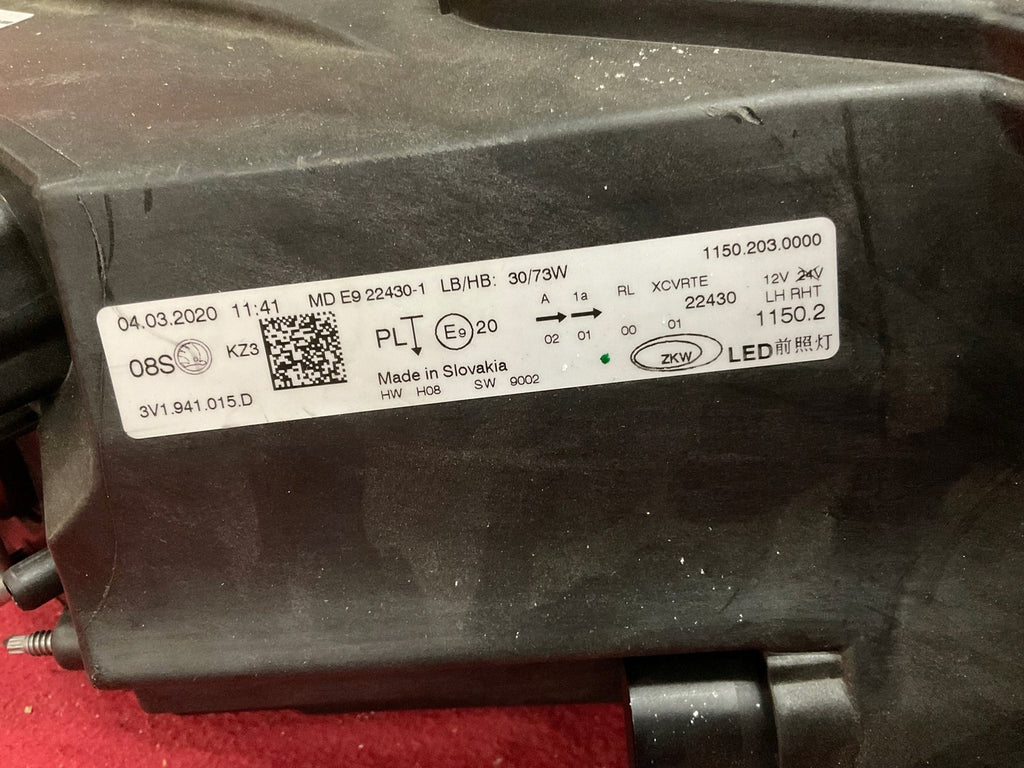 04.03.2020 11:41 MD E9 22430-1 LB/HB: 30/73W 1150.203.0000
08S KZ3 PL E9 20 A 1a RL XCVRTE 12V 24V
02 01 00 22430 LH RHT
01 1150.2
ZKW LED前照灯
Made in Slovakia
3V1.941.015.D HW H08 SW 9002